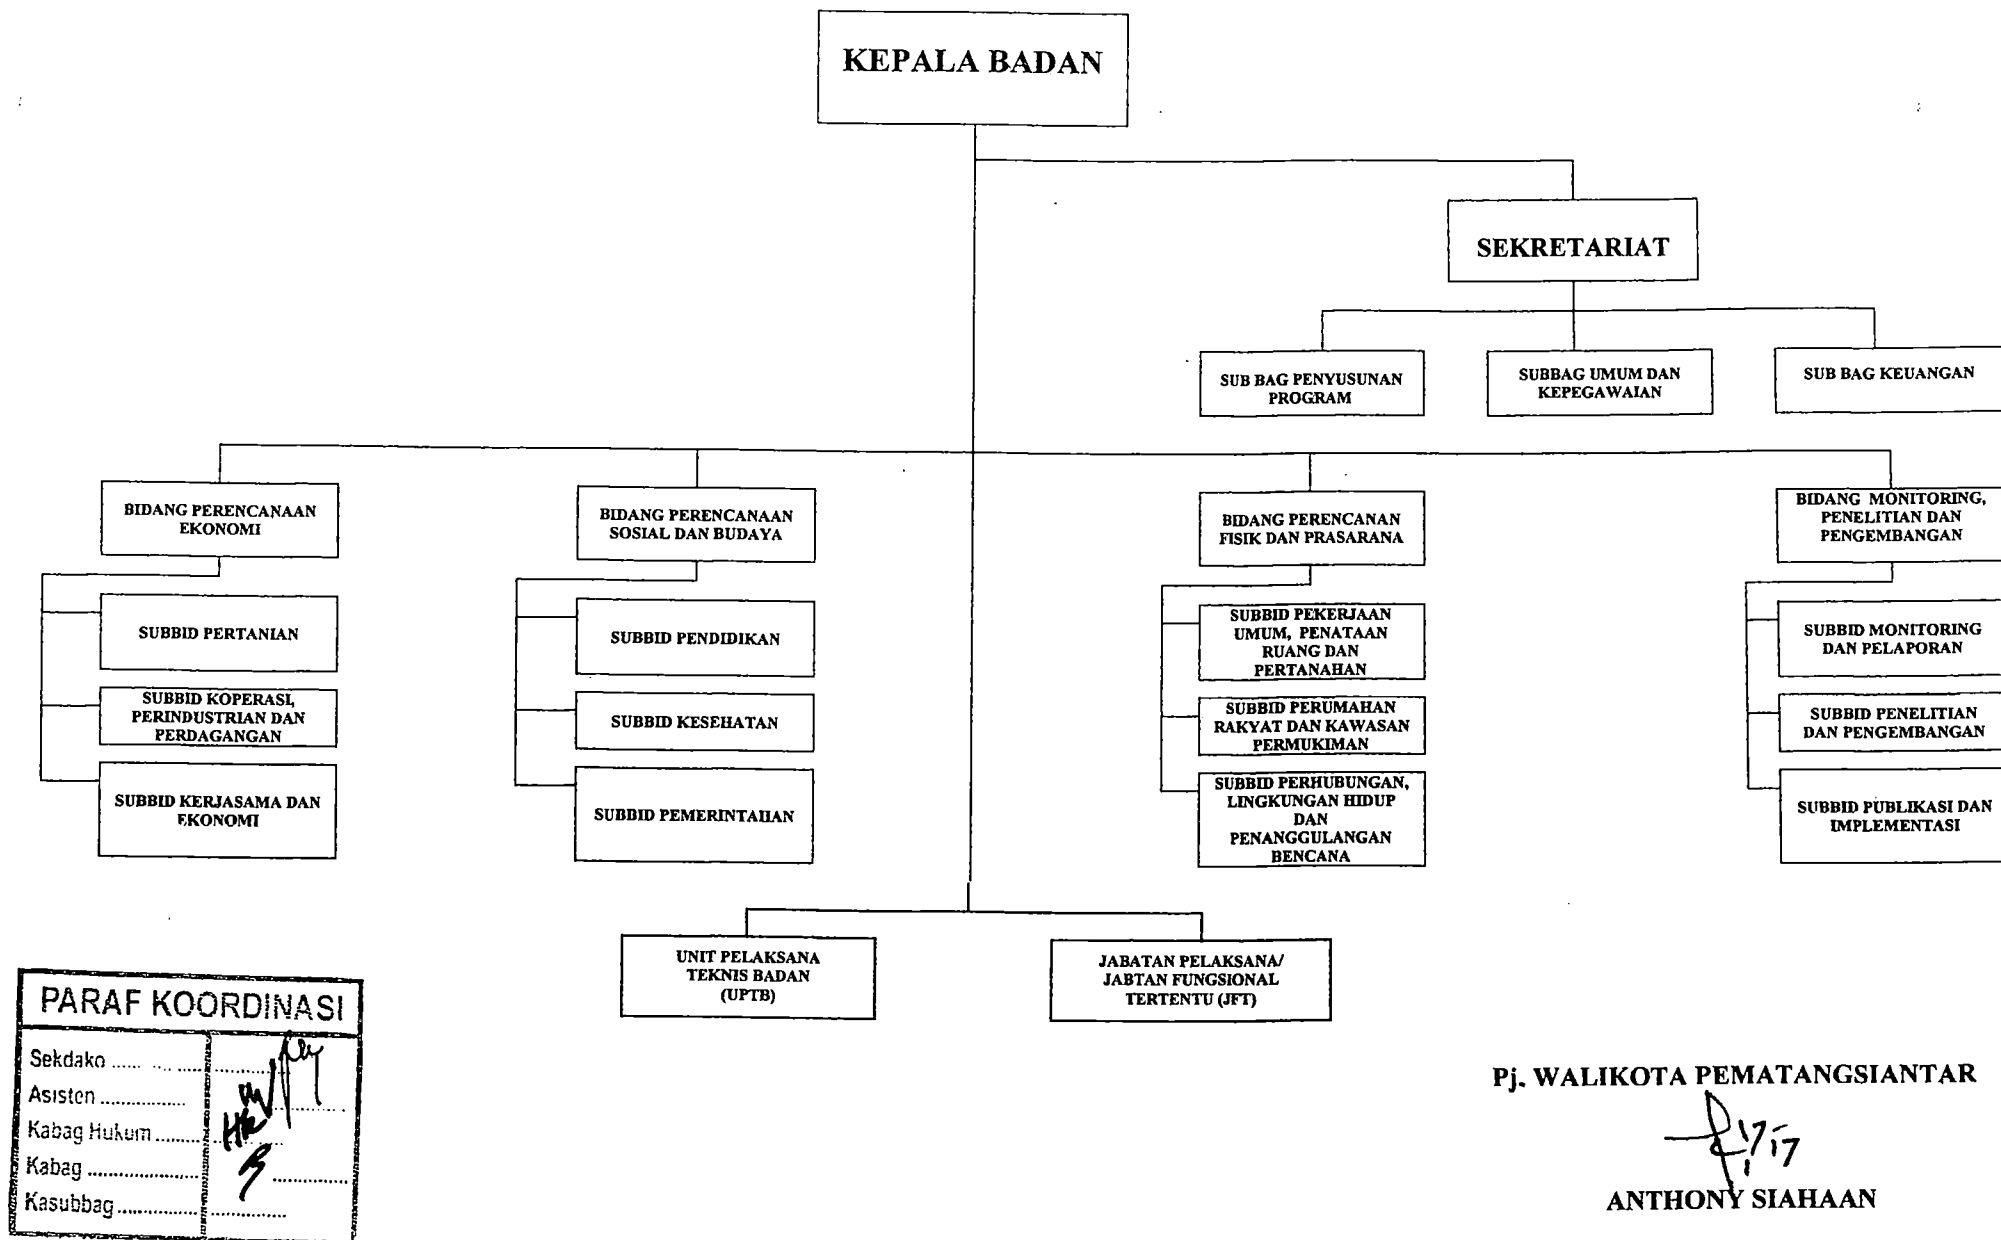 KEPALA BADAN
SEKRETARIAT
SUB BAG PENYUSUNAN
PROGRAM
SUBBAG UMUM DAN
KEPEGAWAIAN
SUB BAG KEUANGAN
BIDANG PERENCANAAN
EKONOMI
BIDANG PERENCANAAN
SOSIAL DAN BUDAYA
BIDANG PERENCANAN
FISIK DAN PRASARANA
BIDANG MONITORING,
PENELITIAN DAN
PENGEMBANGAN
SUBBID PERTANIAN
SUBBID KOPERASI,
PERINDUSTRIAN DAN
PERDAGANGAN
SUBBID KERJASAMA DAN
EKONOMI
SUBBID PENDIDIKAN
SUBBID KESEHATAN
SUBBID PEMERINTAHAN
SUBBID PEKERJAAN
UMUM, PENATAAN
RUANG DAN
PERTANAHAN
SUBBID PERUMAHAN
RAKYAT DAN KAWASAN
PERMUKIMAN
SUBBID PERHUBUNGAN,
LINGKUNGAN HIDUP
DAN
PENANGGULANGAN
BENCANA
SUBBID MONITORING
DAN PELAPORAN
SUBBID PENELITIAN
DAN PENGEMBANGAN
SUBBID PUBLIKASI DAN
IMPLEMENTASI
UNIT PELAKSANA
TEKNIS BADAN
(UPTB)
JABATAN PELAKSANA/
JABTAN FUNGSIONAL
TERTENTU (JFT)
PARAF KOORDINASI
Sekdako ..... .. ... ..................
Asisten ................
Kabag Hukum ..................
Kabag ....................
Kasubbag ...............
Pj. WALIKOTA PEMATANGSIANTAR
ANTHONY SIAHAAN